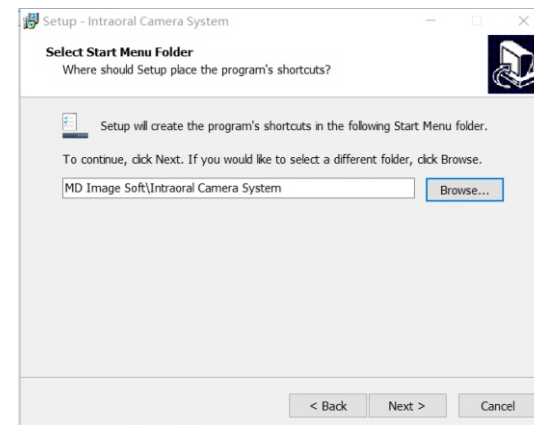 Setup - Intraoral Camera System
Select Start Menu Folder
Where should Setup place the program's shortcuts?
Setup will create the program's shortcuts in the following Start Menu folder.
To continue, click Next. If you would like to select a different folder, click Browse.
MD Image Soft\Intraoral Camera System
Browse...
< Back
Next >
Cancel